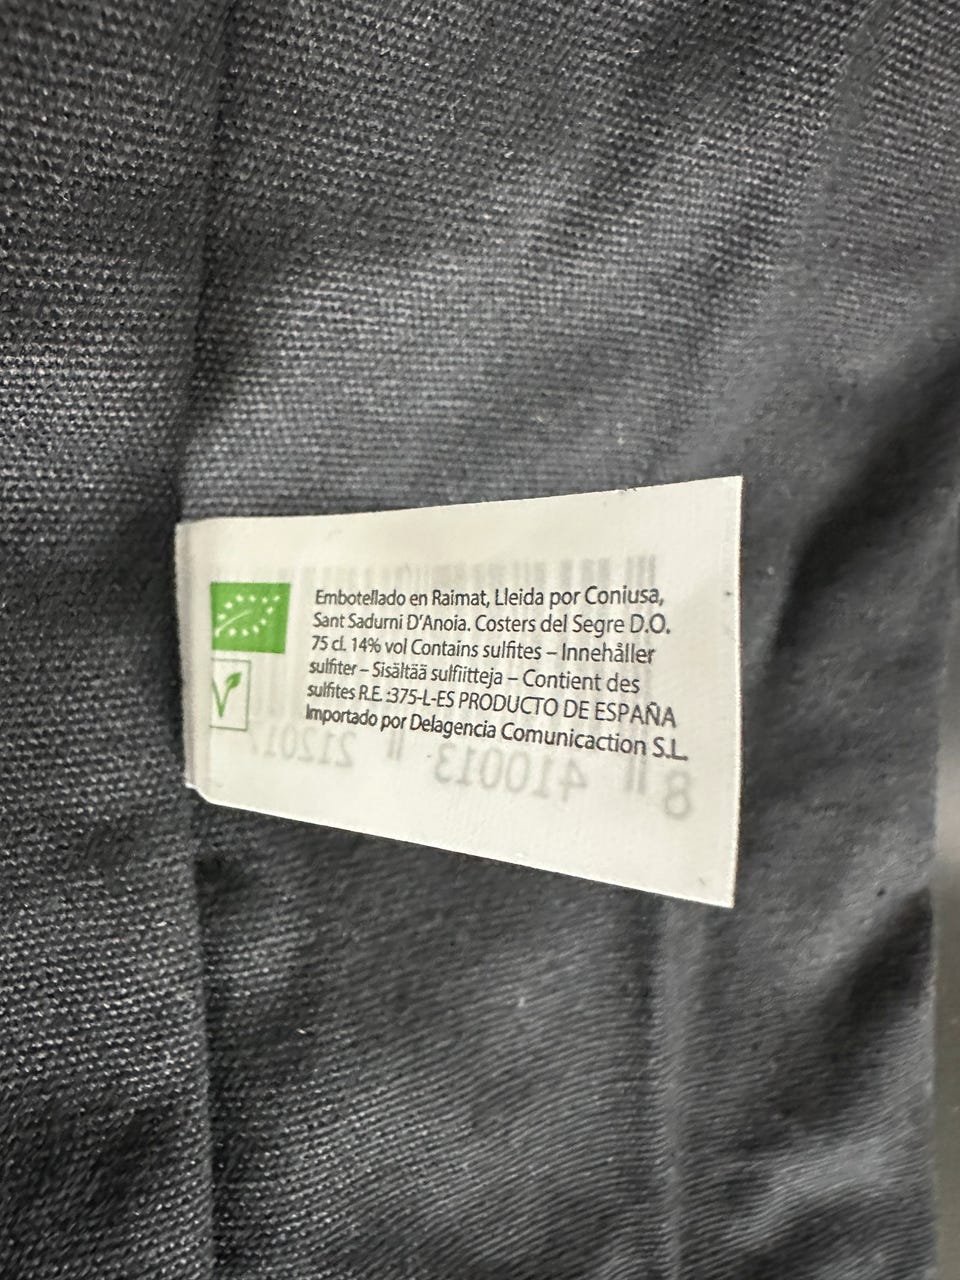 Embotellado en Raimat, Lleida por Coniusa,
Sant Sadurni D'Anoia. Costers del Segre D.O.
75 cl. 14% vol Contains sulfites – Innehåller
sulfiter – Sisältää sulfiitteja – Contient des
sulfites R.E.:375-L-ES PRODUCTO DE ESPAÑA
Importado por Delagencia Comunicaction S.L.
V
8 410013 212017